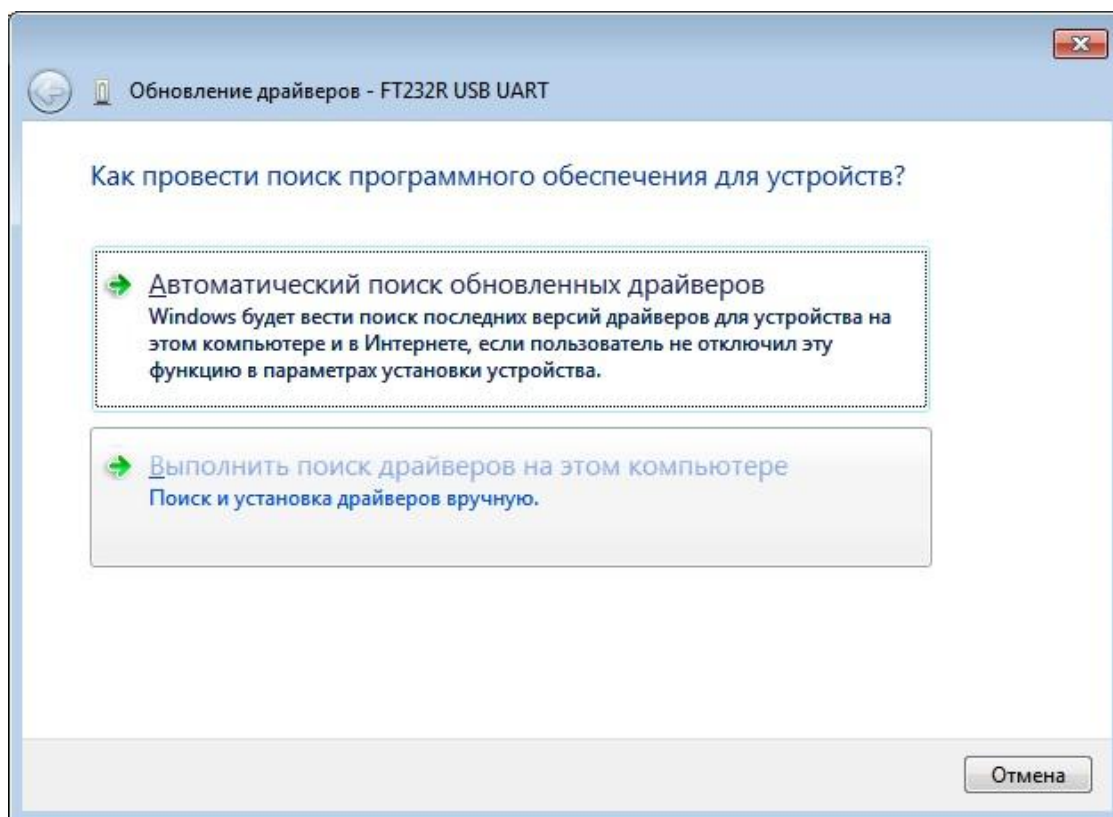 Обновление драйверов - FT232R USB UART
Как провести поиск программного обеспечения для устройств?
Автоматический поиск обновленных драйверов
Windows будет вести поиск последних версий драйверов для устройства на
этом компьютере и в Интернете, если пользователь не отключил эту
функцию в параметрах установки устройства.
Выполнить поиск драйверов на этом компьютере
Поиск и установка драйверов вручную.
Отмена